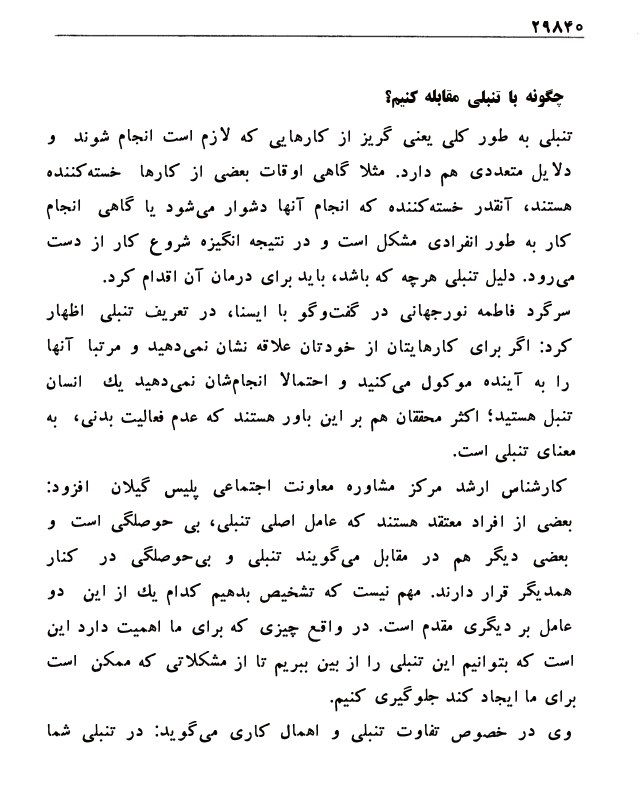 ۲۹۸۴۰
چگونه با تنبلی مقابله کنیم؟
تنبلی به طور کلی یعنی گریز از کارهایی که لازم است انجام شوند و
دلایل متعددی هم دارد. مثلا گاهی اوقات بعضی از کارها خسته‌کننده
هستند، آنقدر خسته‌کننده که انجام آنها دشوار می‌شود یا گاهی انجام
کار به طور انفرادی مشکل است و در نتیجه انگیزه شروع کار از دست
می‌رود. دلیل تنبلی هرچه که باشد، باید برای درمان آن اقدام کرد.
سرگرد فاطمه نورجهانی در گفت‌وگو با ایسنا، در تعریف تنبلی اظهار
کرد: اگر برای کارهایتان از خودتان علاقه نشان نمی‌دهید و مرتبا آنها
را به آینده موکول می‌کنید و احتمالا انجام‌شان نمی‌دهید یك انسان
تنبل هستید؛ اکثر محققان هم بر این باور هستند که عدم فعالیت بدنی، به
معنای تنبلی است.
کارشناس ارشد مرکز مشاوره معاونت اجتماعی پلیس گیلان افزود:
بعضی از افراد معتقد هستند که عامل اصلی تنبلی، بی حوصلگی است و
بعضی دیگر هم در مقابل می‌گویند تنبلی و بی‌حوصلگی در کنار
همدیگر قرار دارند. مهم نیست که تشخیص بدهیم کدام یك از این دو
عامل بر دیگری مقدم است. در واقع چیزی که برای ما اهمیت دارد این
است که بتوانیم این تنبلی را از بین ببریم تا از مشکلاتی که ممکن است
برای ما ایجاد کند جلوگیری کنیم.
وی در خصوص تفاوت تنبلی و اهمال کاری می‌گوید: در تنبلی شما